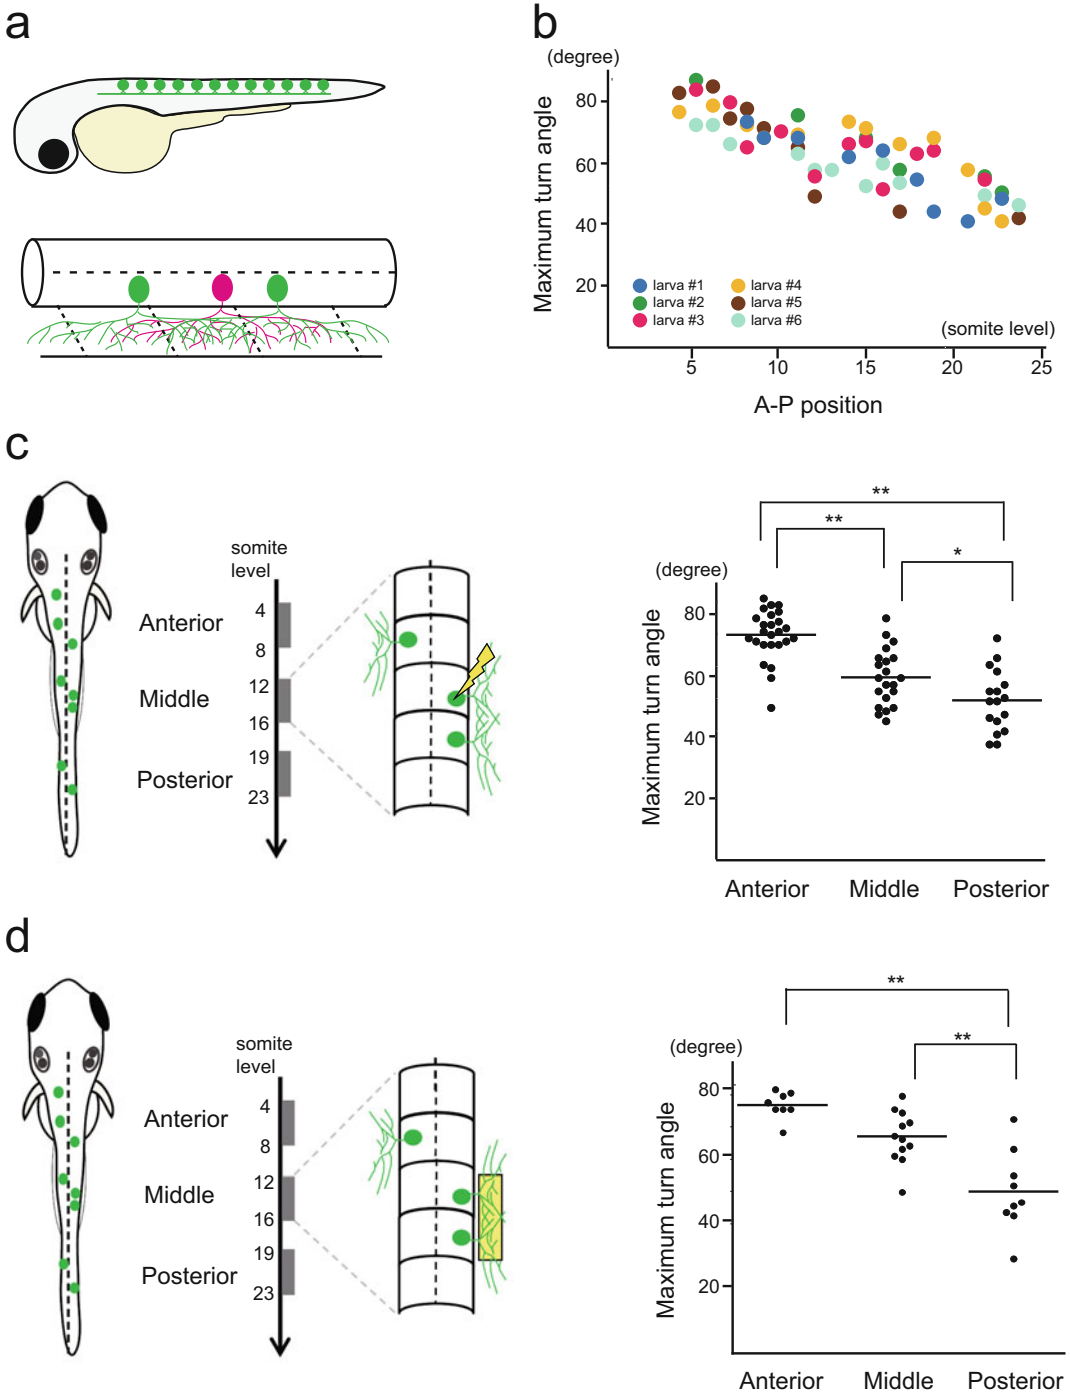 a
b
(degree)
Maximum turn angle
80
60
40
20
larva #1
larva #2
larva #3
larva #4
larva #5
larva #6
(somite level)
5
10
15
20
25
A-P position
c
somite
level
Anterior
Middle
Posterior
4
8
12
16
19
23
**
**
*
(degree)
Maximum turn angle
80
60
40
20
Anterior
Middle
Posterior
d
somite
level
Anterior
Middle
Posterior
4
8
12
16
19
23
**
**
(degree)
Maximum turn angle
80
60
40
20
Anterior
Middle
Posterior